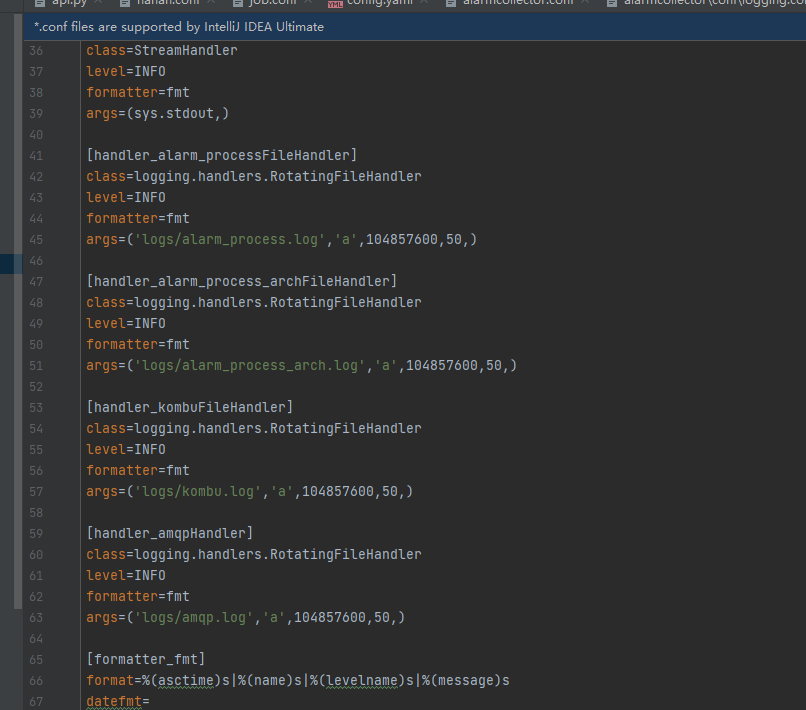 api.py
job.conf
config.yaml
alarmcollector.conf
*.conf files are supported by IntelliJ IDEA Ultimate
36 class=StreamHandler
37 level=INFO
38 formatter=fmt
39 args=(sys.stdout,)
40
41 [handler_alarm_processFileHandler]
42 class=logging.handlers.RotatingFileHandler
43 level=INFO
44 formatter=fmt
45 args=('logs/alarm_process.log','a',104857600,50,)
46
47 [handler_alarm_process_archFileHandler]
48 class=logging.handlers.RotatingFileHandler
49 level=INFO
50 formatter=fmt
51 args=('logs/alarm_process_arch.log','a',104857600,50,)
52
53 [handler_kombuFileHandler]
54 class=logging.handlers.RotatingFileHandler
55 level=INFO
56 formatter=fmt
57 args=('logs/kombu.log','a',104857600,50,)
58
59 [handler_amqpHandler]
60 class=logging.handlers.RotatingFileHandler
61 level=INFO
62 formatter=fmt
63 args=('logs/amqp.log','a',104857600,50,)
64
65 [formatter_fmt]
66 format=%(asctime)s|%(name)s|%(levelname)s|%(message)s
67 datefmt=